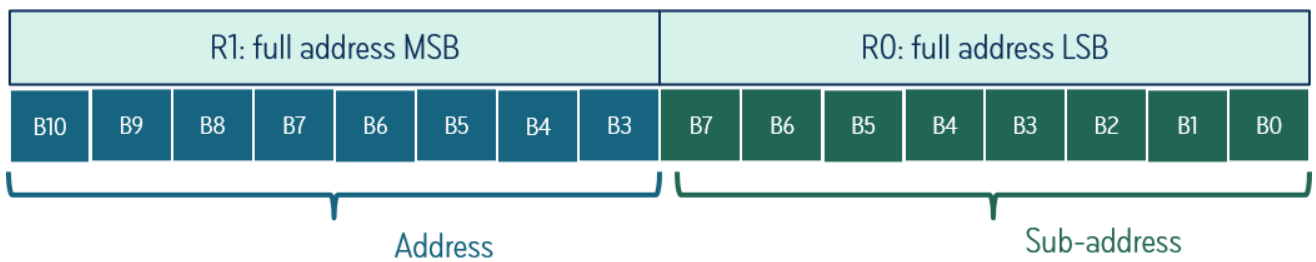 R1: full address MSB R0: full address LSB
B10 B9 B8 B7 B6 B5 B4 B3 B7 B6 B5 B4 B3 B2 B1 B0
Address Sub-address